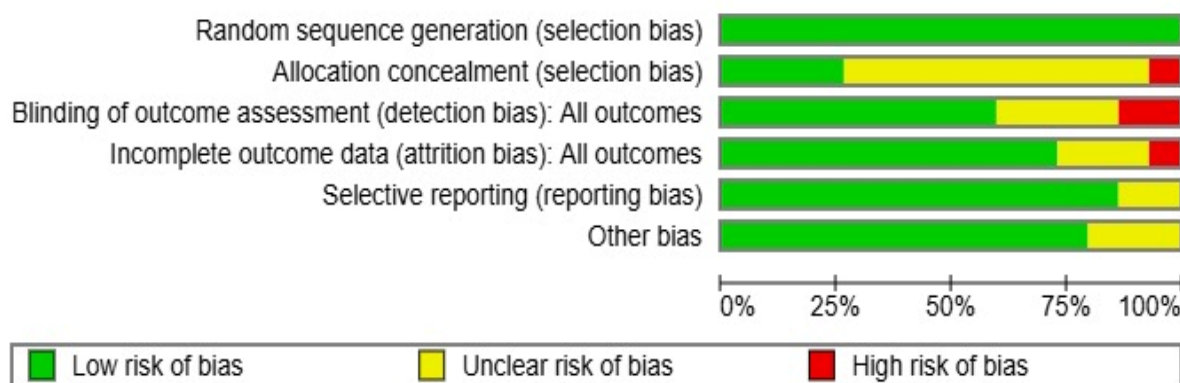 Random sequence generation (selection bias)
Allocation concealment (selection bias)
Blinding of outcome assessment (detection bias): All outcomes
Incomplete outcome data (attrition bias): All outcomes
Selective reporting (reporting bias)
Other bias
0% 25% 50% 75% 100%
Low risk of bias Unclear risk of bias High risk of bias